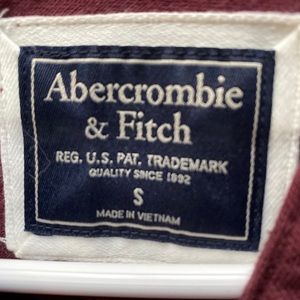 Abercrombie
& Fitch
REG. U.S. PAT. TRADEMARK
QUALITY SINCE 1892
S
MADE IN VIETNAM